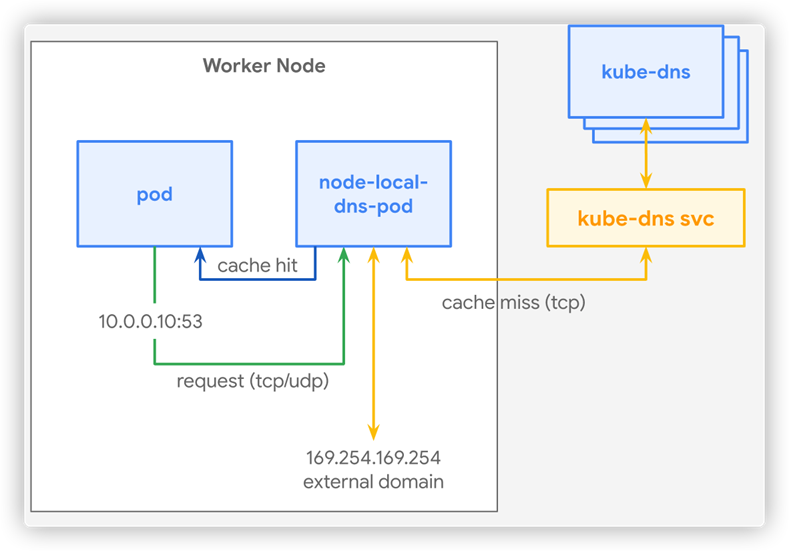 Worker Node
kube-dns
pod
node-local-
dns-pod
kube-dns svc
cache hit
cache miss (tcp)
10.0.0.10:53
request (tcp/udp)
169.254.169.254
external domain